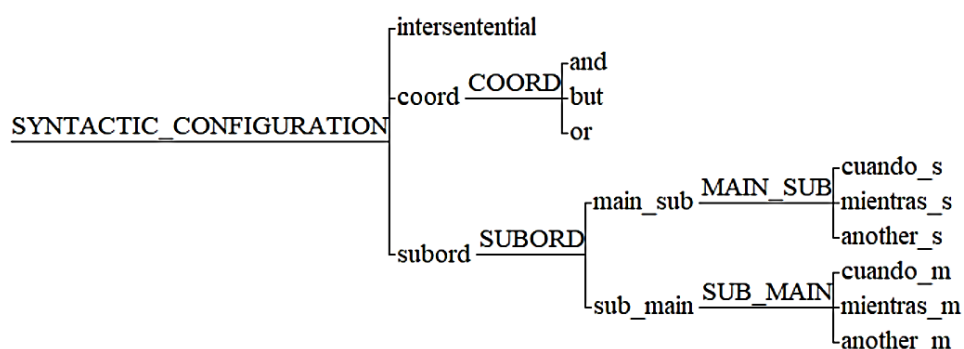 intersentential
and
coord COORD but
or
SYNTACTIC_CONFIGURATION
cuando_s
main_sub MAIN_SUB mientras_s
another_s
subord SUBORD
cuando_m
sub_main SUB_MAIN mientras_m
another_m